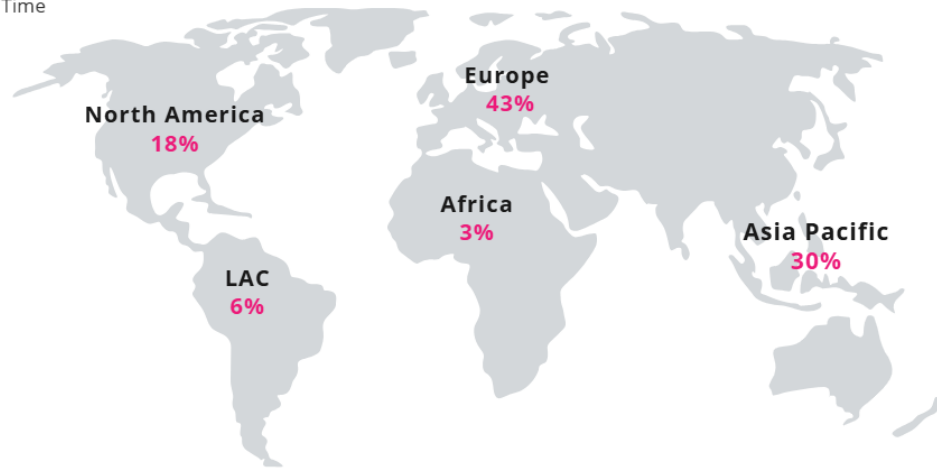 Time
Europe
43%
North America
18%
Africa
3%
Asia Pacific
30%
LAC
6%